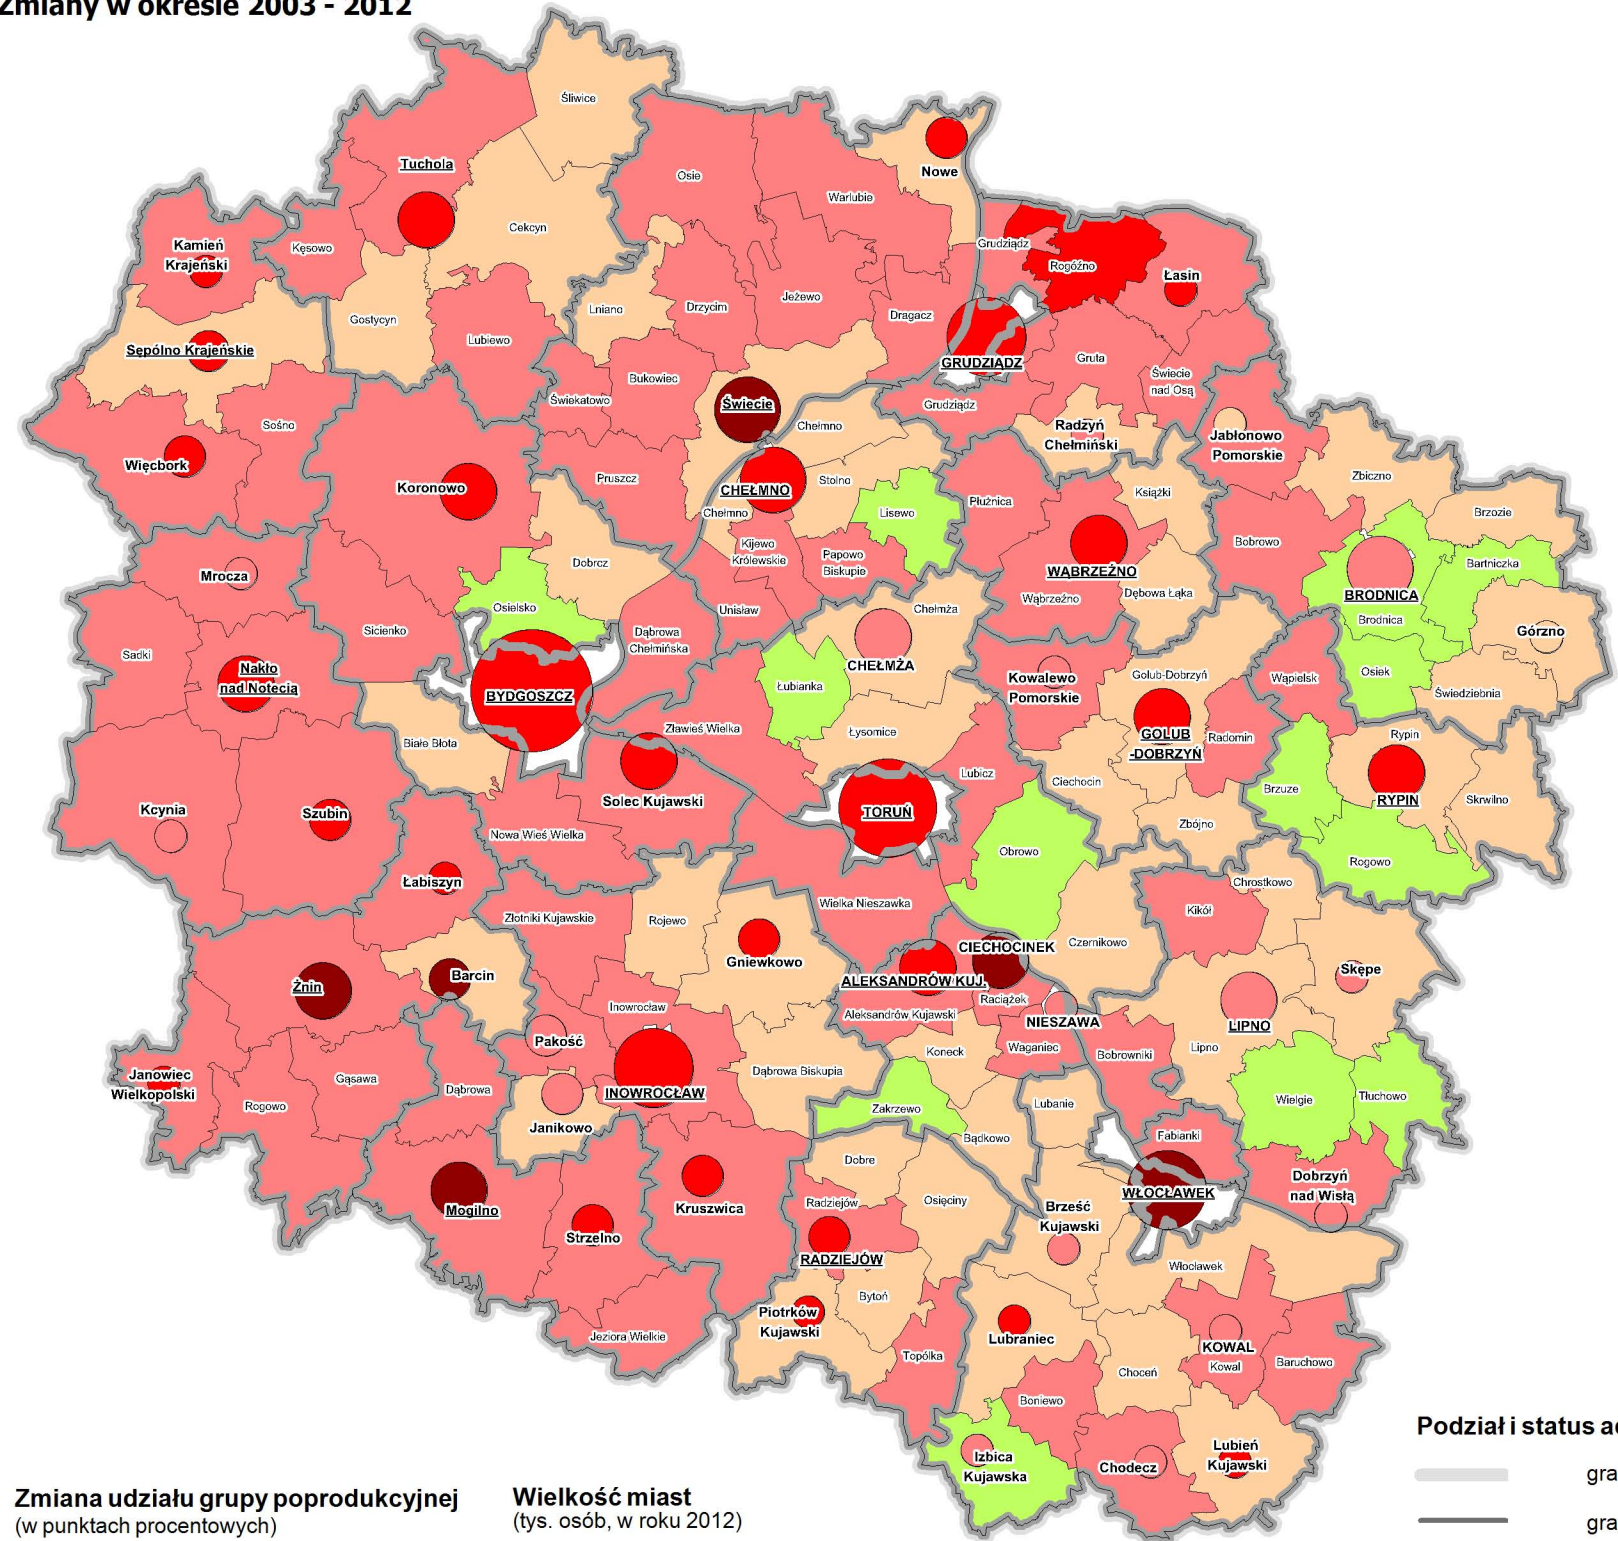 Zmiany w okresie 2003 - 2012
Śliwice
Tuchola
Osie
Nowe
Warlubie
Cekcyn
Kęsowo
Kamień
Krajeński
Grudziądz
Rogóźno
Łasin
Jeżewo
Drzycim
Lniano
Dragacz
Gostycyn
Lubiewo
Sępólno Krajeńskie
GRUDZIĄDZ
Gruta
Świecie
nad Osą
Bukowiec
Świekatowo
Świecie
Grudziądz
Sośno
Chełmno
Radzyń
Chełmiński
Jabłonowo
Pomorskie
Więcbork
Koronowo
Pruszcz
CHEŁMNO
Stolno
Zbiczno
Książki
Płużnica
Lisewo
Chełmno
Brzozie
Kijewo
Królewskie
Papowo
Biskupie
Bobrowo
Dobrcz
Bartniczka
Mrocza
WĄBRZEŹNO
Wąbrzeźno
Dębowa Łąka
BRODNICA
Brodnica
Osielsko
Unisław
Chełmża
Sicienko
Dąbrowa
Chełmińska
Górzno
Sadki
Nakło
nad Notecią
CHEŁMŻA
Kowalewo
Pomorskie
Golub-Dobrzyń
Wąpielsk
Osiek
Świedziebnia
BYDGOSZCZ
Łubianka
Zławieś Wielka
Łysomice
GOLUB
-DOBRZYŃ
Radomin
Rypin
Białe Błota
Lubicz
Ciechocin
Brzuze
RYPIN
Skrwilno
Solec Kujawski
TORUŃ
Kcynia
Szubin
Nowa Wieś Wielka
Zbójno
Obrowo
Rogowo
Łabiszyn
Chrostkowo
Wielka Nieszawka
Złotniki Kujawskie
Rojewo
Kikół
CIECHOCINEK
Czernikowo
Gniewkowo
Skępe
Barcin
Żnin
ALEKSANDRÓW KUJ.
Raciążek
Inowrocław
Aleksandrów Kujawski
NIESZAWA
LIPNO
Pakość
Waganiec
Koneck
Bobrowniki
Lipno
Janowiec
Wielkopolski
Gąsawa
Dąbrowa
Dąbrowa Biskupia
INOWROCŁAW
Rogowo
Zakrzewo
Lubanie
Wielgie
Tłuchowo
Janikowo
Bądkowo
Fabianki
Dobre
Dobrzyń
nad Wisłą
WŁOCŁAWEK
Mogilno
Kruszwica
Radziejów
Osięciny
Brześć
Kujawski
Strzelno
RADZIEJÓW
Włocławek
Bytoń
Piotrków
Kujawski
Jeziora Wielkie
Lubraniec
KOWAL
Kowal
Topólka
Baruchowo
Choceń
Boniewo
Izbica
Kujawska
Chodecz
Lubień
Kujawski
Podział i status a
gra
gra
Zmiana udziału grupy poprodukcyjnej
(w punktach procentowych)
Wielkość miast
(tys. osób, w roku 2012)